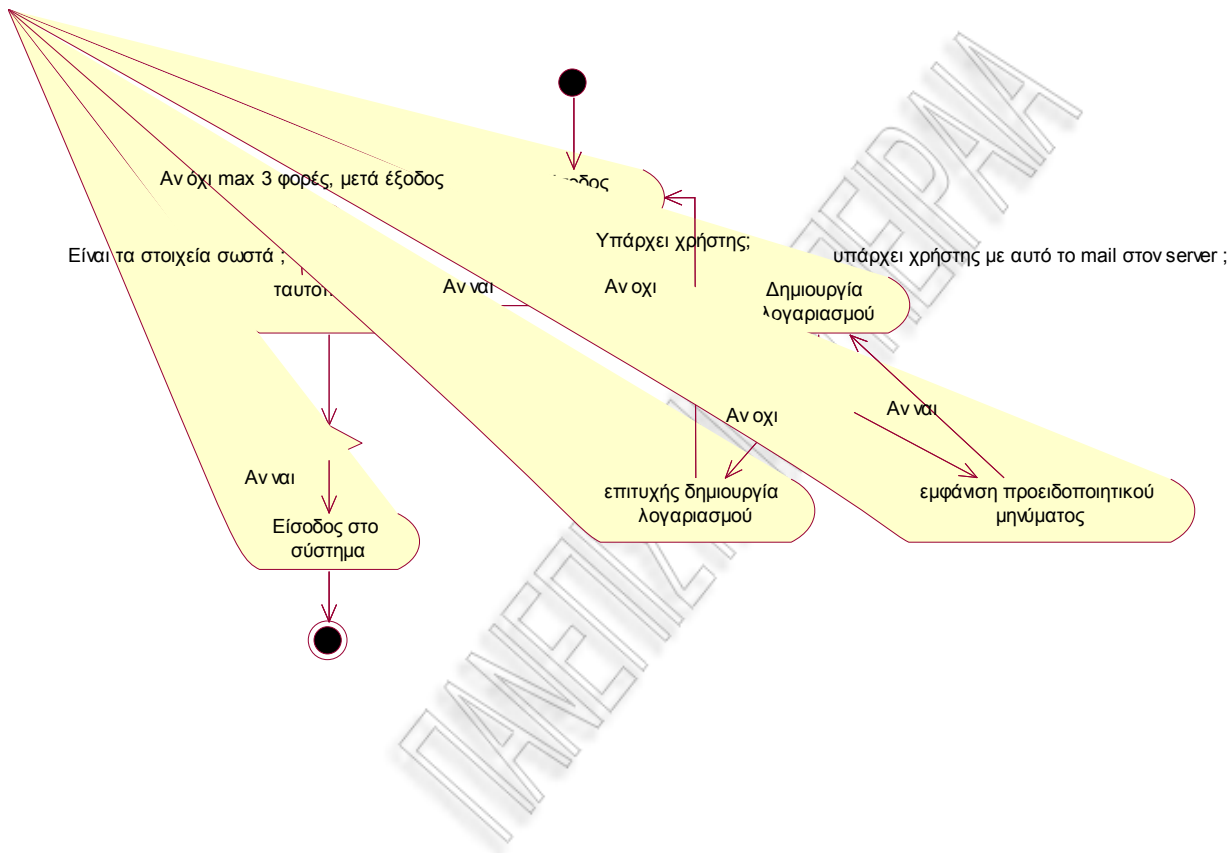 Αν όχι max 3 φορές, μετά έξοδος
Υπάρχει χρήστης;
Είναι τα στοιχεία σωστά ;
υπάρχει χρήστης με αυτό το mail στον server ;
Αν ναι
Αν οχι
Δημιουργία
λογαριασμού
Αν οχι
Αν ναι
Αν ναι
επιτυχής δημιουργία
λογαριασμού
εμφάνιση προειδοποιητικού
μηνύματος
Είσοδος στο
σύστημα